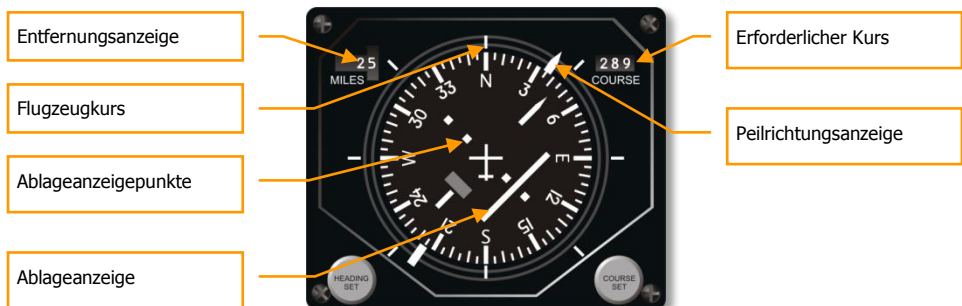 Entfernungsanzeige
Flugzeugkurs
Ablageanzeigepunkte
Ablageanzeige
25
MILES
289
COURSE
N
3
6
E
12
15
S
21
24
W
30
33
HEADING
SET
COURSE
SET
Erforderlicher Kurs
Peilrichtungsanzeige